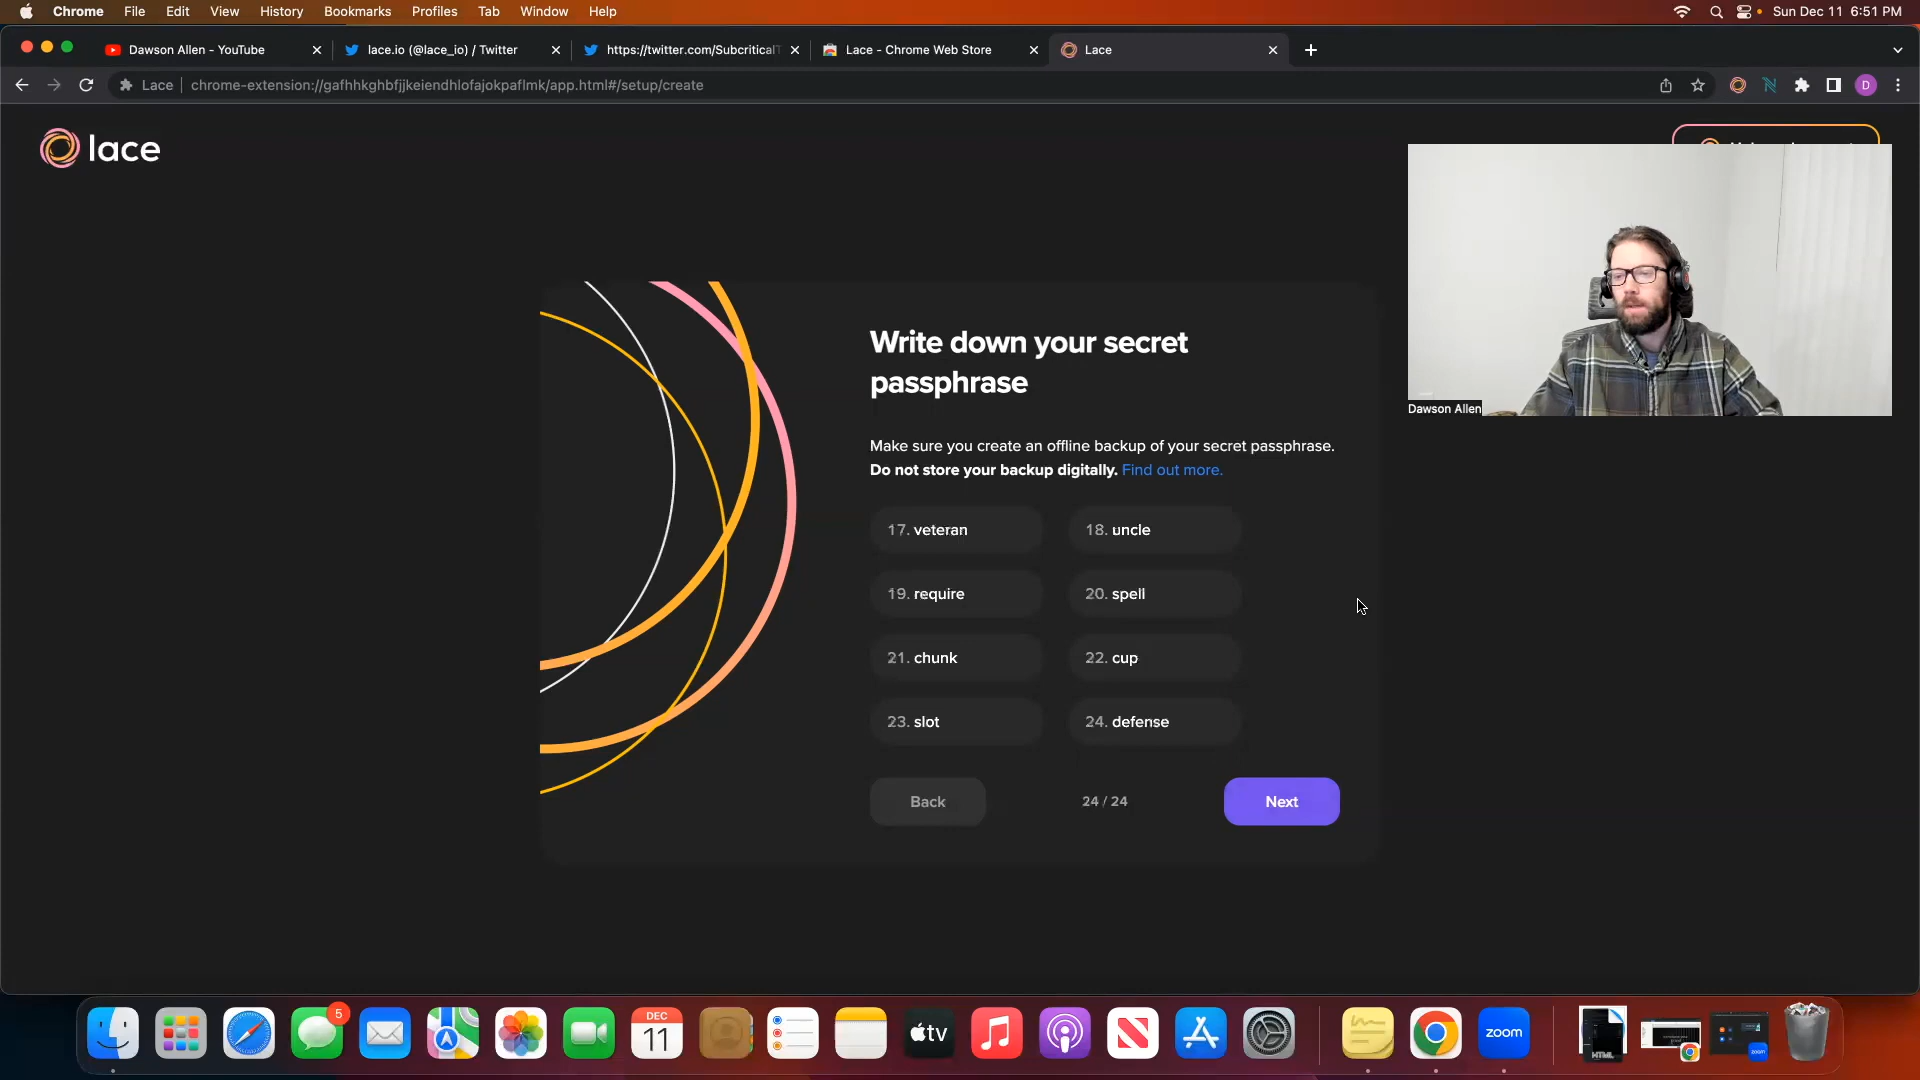 Chrome File Edit View History Bookmarks Profiles Tab Window Help
Sun Dec 11 6:51 PM
Dawson Allen - YouTube
lace.io (@lace_io) / Twitter
https://twitter.com/SubcriticalT
Lace - Chrome Web Store
Lace
Lace chrome-extension://gafhhkghbfjjkeiendhlofajokpaflmk/app.html#/setup/create
D
lace
Dawson Allen
Write down your secret
passphrase
Make sure you create an offline backup of your secret passphrase.
Do not store your backup digitally. Find out more.
17. veteran
18. uncle
19. require
20. spell
21. chunk
22. cup
23. slot
24. defense
Back
24 / 24
Next
5
DEC
11
tv
zoom
HTML
zoom